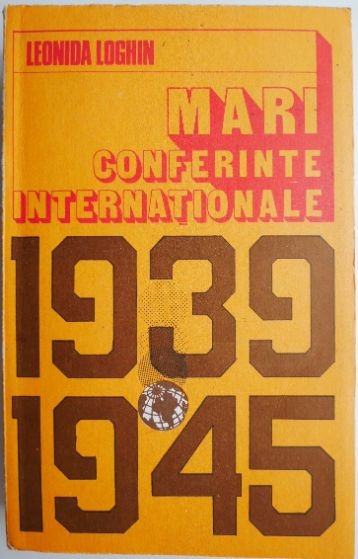 LEONIDA LOGHIN
MARI
CONFERINTE
INTERNAȚIONALE
1939
1945